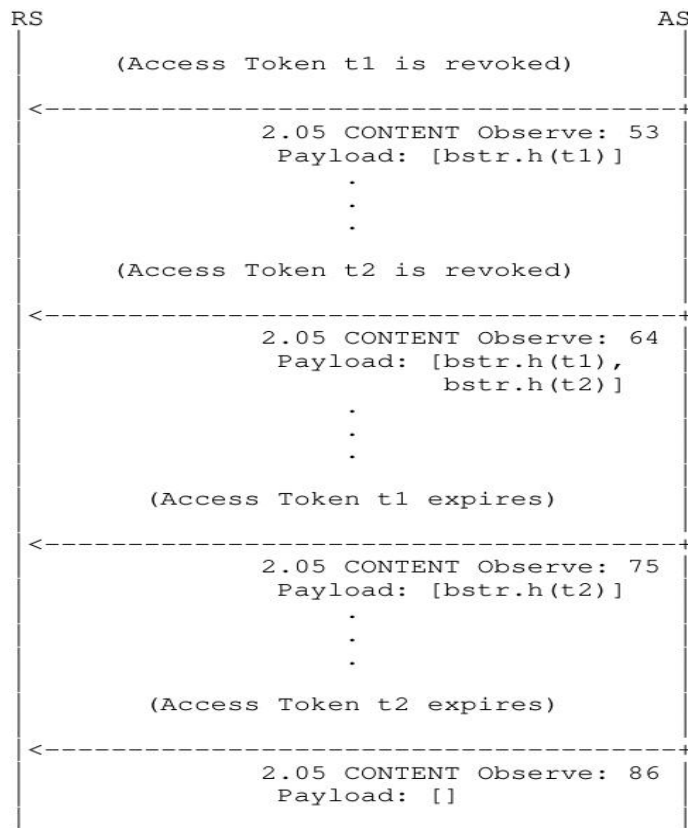 RS AS
(Access Token t1 is revoked)
<---------------------------------------+
2.05 CONTENT Observe: 53
Payload: [bstr.h(t1)]
.
.
.
(Access Token t2 is revoked)
<---------------------------------------+
2.05 CONTENT Observe: 64
Payload: [bstr.h(t1),
bstr.h(t2)]
.
.
.
(Access Token t1 expires)
<---------------------------------------+
2.05 CONTENT Observe: 75
Payload: [bstr.h(t2)]
.
.
.
(Access Token t2 expires)
<---------------------------------------+
2.05 CONTENT Observe: 86
Payload: []